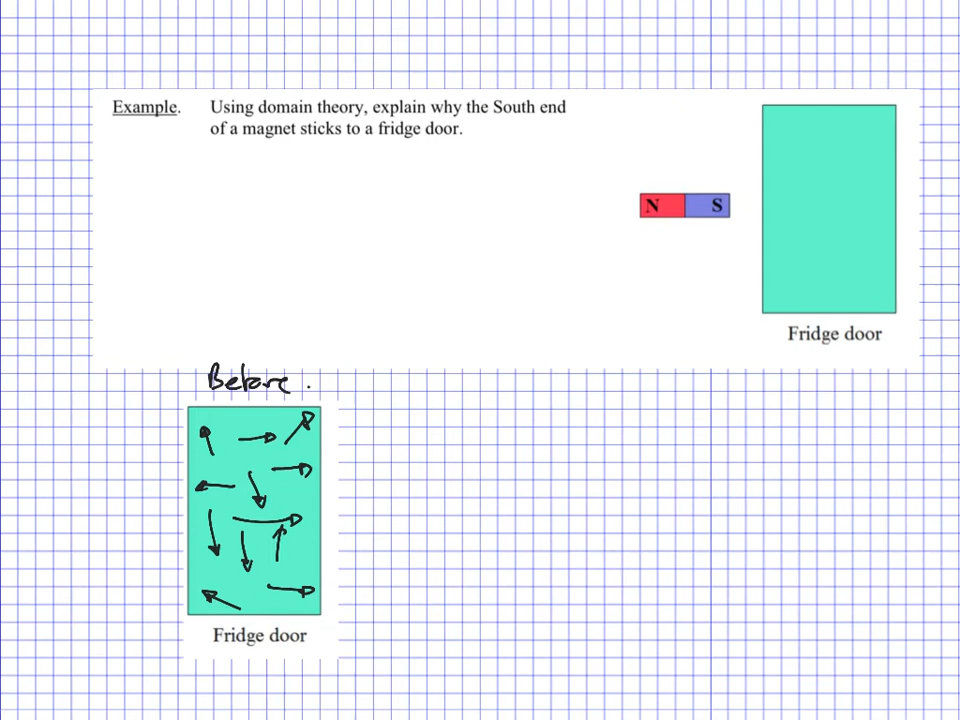 Example. Using domain theory, explain why the South end
of a magnet sticks to a fridge door.
N S
Fridge door
Before.
Fridge door